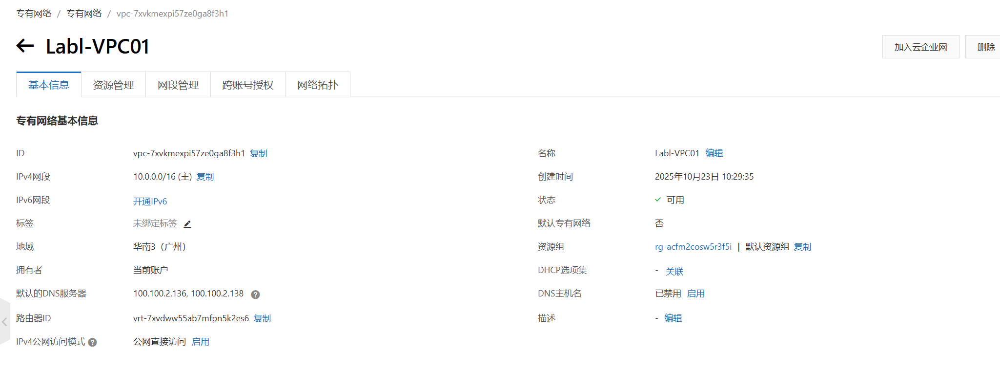 专有网络 / 专有网络 / vpc-7xvkmexpi57ze0ga8f3h1
Labl-VPC01
加入云企业网 删除
基本信息 资源管理 网段管理 跨账号授权 网络拓扑
专有网络基本信息
ID vpc-7xvkmexpi57ze0ga8f3h1 复制 名称 Labl-VPC01 编辑
IPv4网段 10.0.0.0/16 (主) 复制 创建时间 2025年10月23日 10:29:35
IPv6网段 开通IPv6 状态 可用
标签 未绑定标签 默认专有网络 否
地域 华南3（广州） 资源组 rg-acfm2cosw5r3f5i | 默认资源组 复制
拥有者 当前账户 DHCP选项集 - 关联
默认的DNS服务器 100.100.2.136, 100.100.2.138 DNS主机名 已禁用 启用
路由器ID vrt-7xvdww55ab7mfpn5k2es6 复制 描述 - 编辑
IPv4公网访问模式 公网直接访问 启用